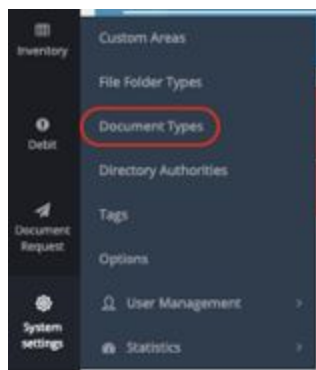 Inventory
Debit
Document
Request
System
settings
Custom Areas
File Folder Types
Document Types
Directory Authorities
Tags
Options
User Management
Statistics